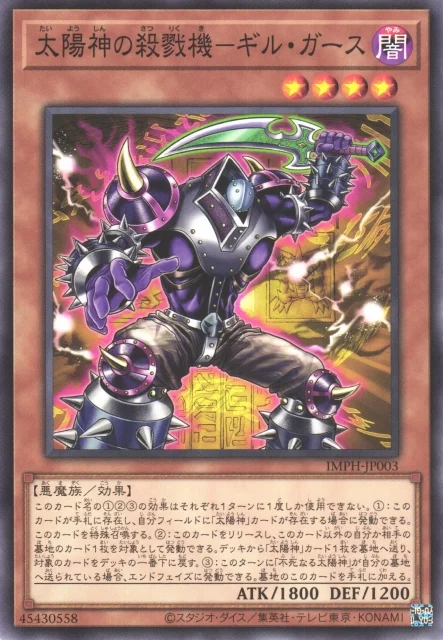 太陽神の殺戮機－ギル・ガース
闇
IMPH-JP003
【悪魔族／効果】
このカード名の①②③の効果はそれぞれ1ターンに1度しか使用できない。①：この
カードが手札に存在し、自分フィールドに「太陽神」カードが存在する場合に発動できる。
このカードを特殊召喚する。②：このカードをリリースし、このカード以外の自分か相手の
墓地のカード1枚を対象として発動できる。デッキから「太陽神」カード1枚を墓地へ送り、
対象のカードをデッキの一番下に戻す。③：このターンに「不死なる太陽神」が自分の墓地
へ送られている場合、エンドフェイズに発動できる。墓地のこのカードを手札に加える。
ATK/1800 DEF/1200
45430558
©スタジオ・ダイス／集英社・テレビ東京・KONAMI